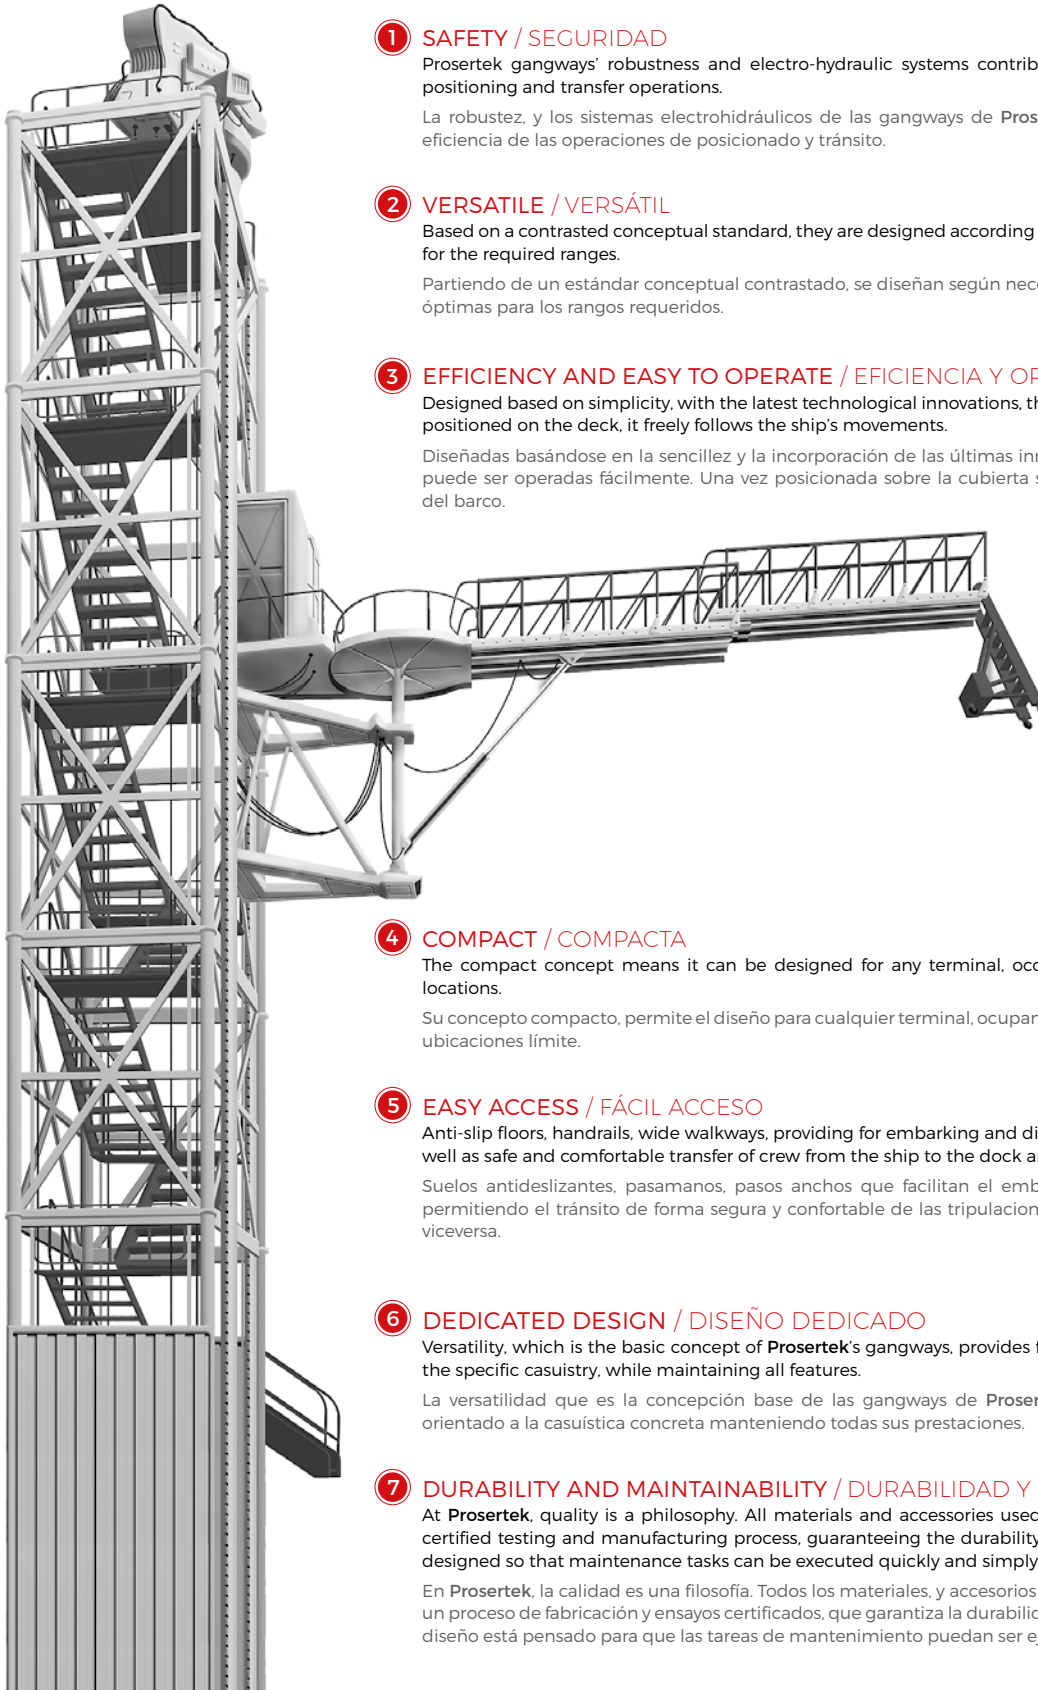 1 SAFETY / SEGURIDAD
Prosertek gangways’ robustness and electro-hydraulic systems contrib
positioning and transfer operations.
La robustez, y los sistemas electrohidráulicos de las gangways de Pros
eficiencia de las operaciones de posicionado y tránsito.
2 VERSATILE / VERSÁTIL
Based on a contrasted conceptual standard, they are designed according
for the required ranges.
Partiendo de un estándar conceptual contrastado, se diseñan según nec
óptimas para los rangos requeridos.
3 EFFICIENCY AND EASY TO OPERATE / EFICIENCIA Y OP
Designed based on simplicity, with the latest technological innovations, th
positioned on the deck, it freely follows the ship’s movements.
Diseñadas basándose en la sencillez y la incorporación de las últimas inn
puede ser operadas fácilmente. Una vez posicionada sobre la cubierta s
del barco.
4 COMPACT / COMPACTA
The compact concept means it can be designed for any terminal, occ
locations.
Su concepto compacto, permite el diseño para cualquier terminal, ocupan
ubicaciones límite.
5 EASY ACCESS / FÁCIL ACCESO
Anti-slip floors, handrails, wide walkways, providing for embarking and di
well as safe and comfortable transfer of crew from the ship to the dock a
Suelos antideslizantes, pasamanos, pasos anchos que facilitan el emb
permitiendo el tránsito de forma segura y confortable de las tripulacion
viceversa.
6 DEDICATED DESIGN / DISEÑO DEDICADO
Versatility, which is the basic concept of Prosertek’s gangways, provides f
the specific casuistry, while maintaining all features.
La versatilidad que es la concepción base de las gangways de Proser
orientado a la casuística concreta manteniendo todas sus prestaciones.
7 DURABILITY AND MAINTAINABILITY / DURABILIDAD Y
At Prosertek, quality is a philosophy. All materials and accessories used
certified testing and manufacturing process, guaranteeing the durability
designed so that maintenance tasks can be executed quickly and simply
En Prosertek, la calidad es una filosofía. Todos los materiales, y accesorios
un proceso de fabricación y ensayos certificados, que garantiza la durabilid
diseño está pensado para que las tareas de mantenimiento puedan ser ej